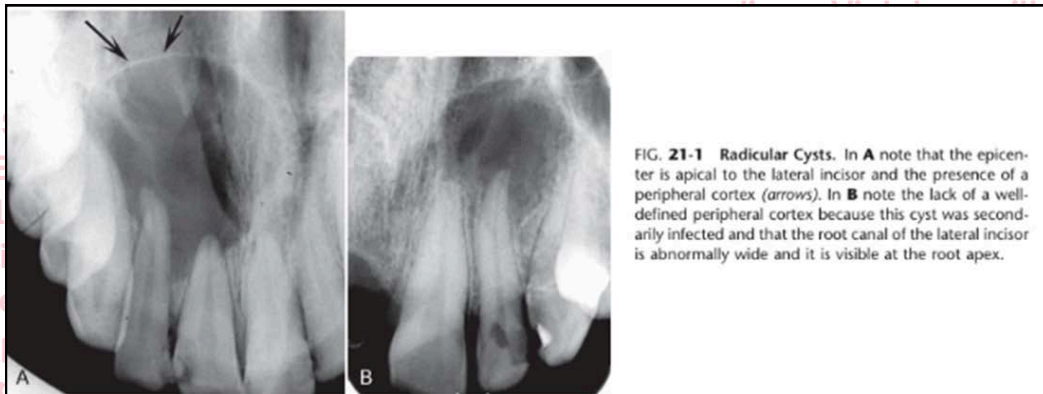 A
B
FIG. 21-1 Radicular Cysts. In A note that the epicen-
ter is apical to the lateral incisor and the presence of a
peripheral cortex (arrows). In B note the lack of a well-
defined peripheral cortex because this cyst was second-
arily infected and that the root canal of the lateral incisor
is abnormally wide and it is visible at the root apex.